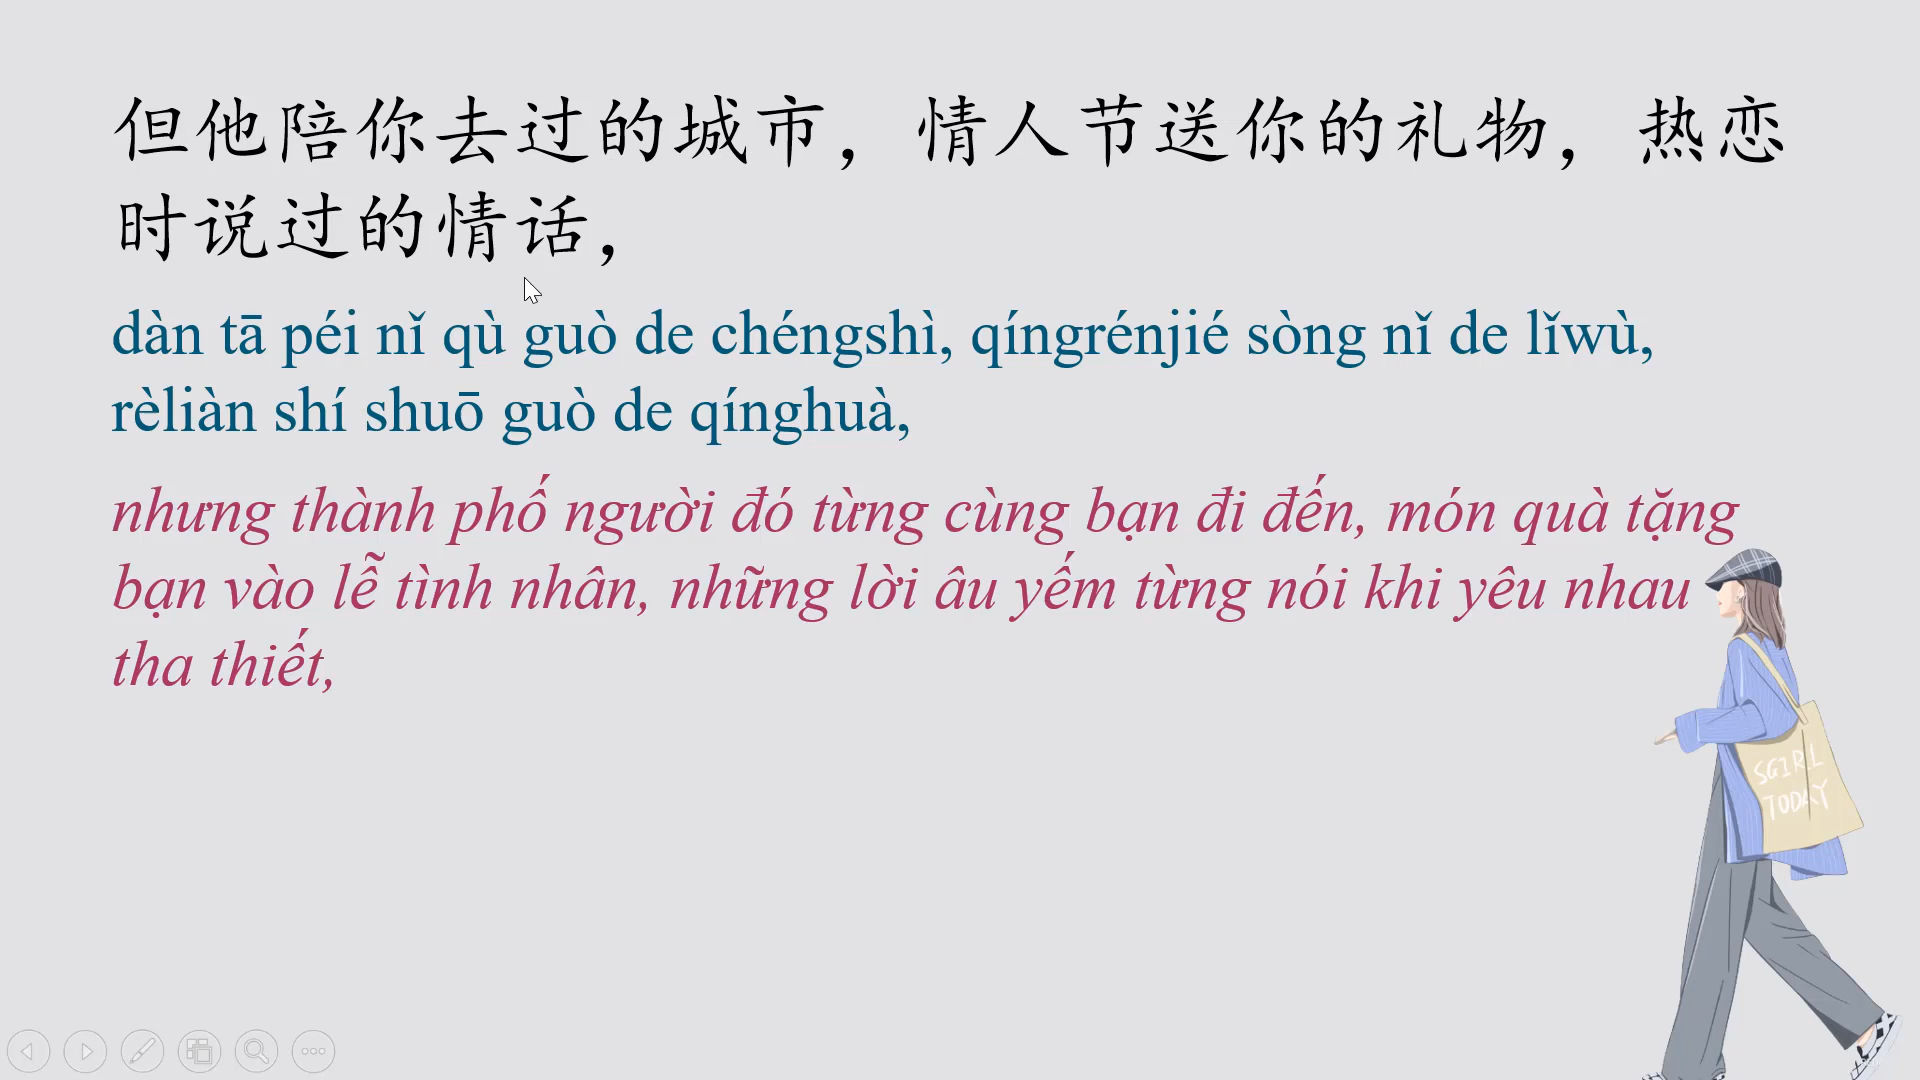 但他陪你去过的城市，情人节送你的礼物，热恋
时说过的情话，
dàn tā péi nǐ qù guò de chéngshì, qíngrénjié sòng nǐ de lǐwù,
rèliàn shí shuō guò de qínghuà,
nhưng thành phố người đó từng cùng bạn đi đến, món quà tặng
bạn vào lễ tình nhân, những lời âu yếm từng nói khi yêu nhau
tha thiết,
SGIRL
TODAY